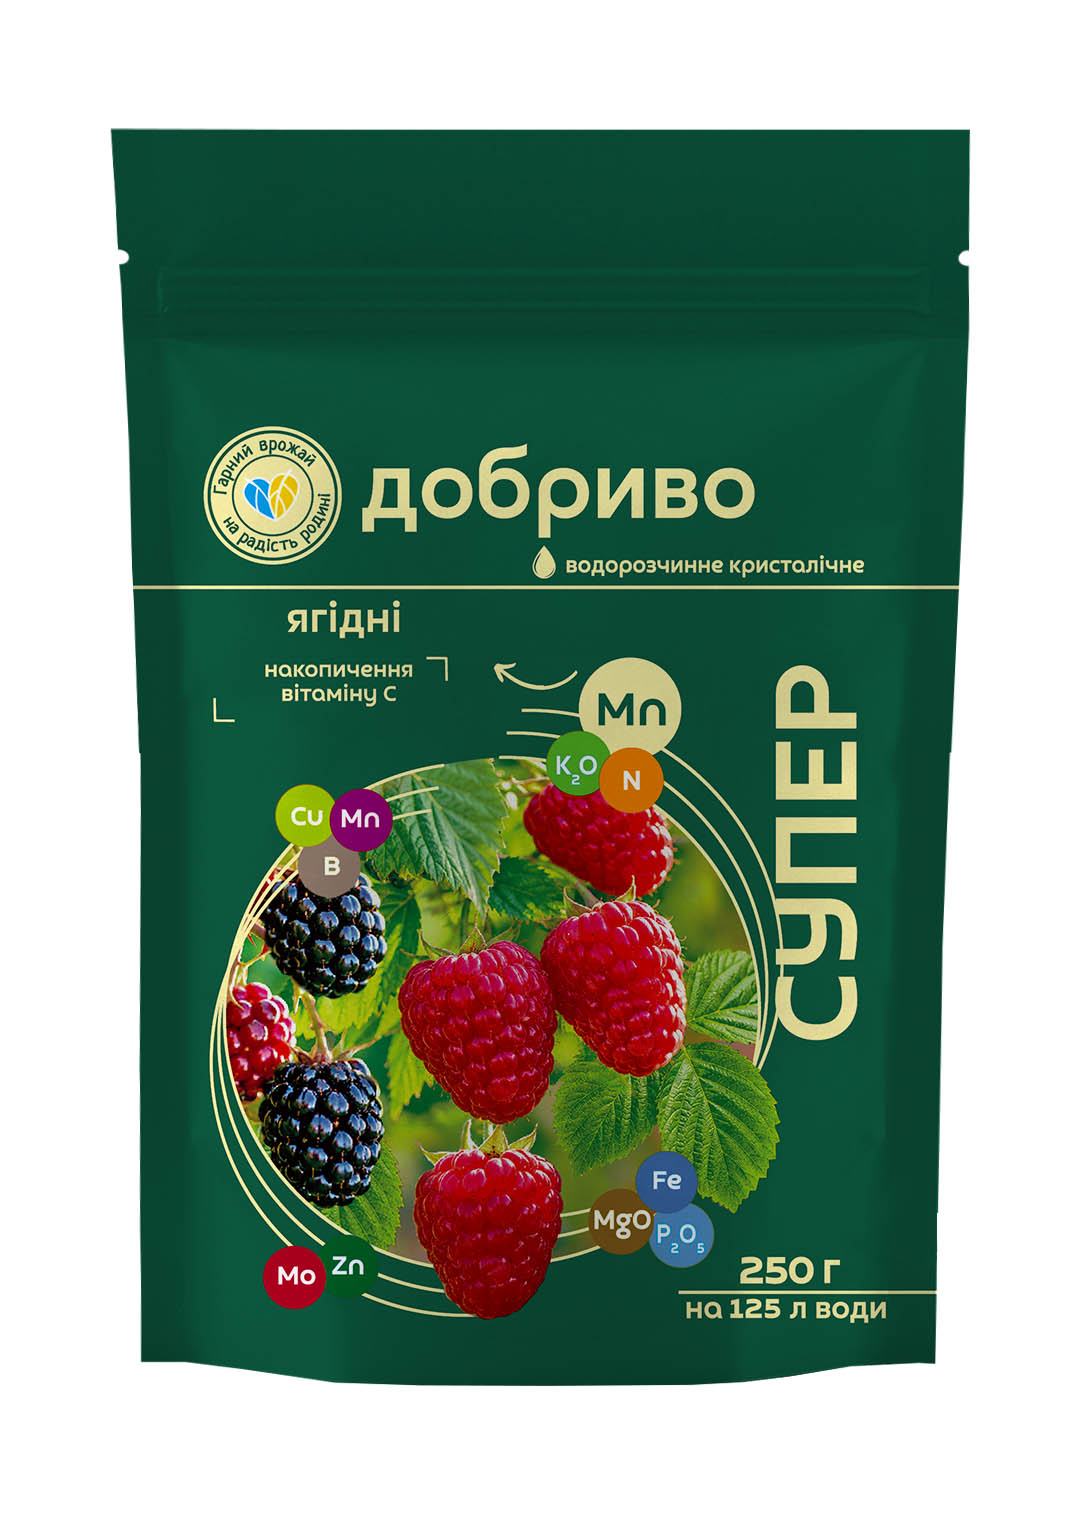 Гарний врожай
на радість родині
добриво
водорозчинне кристалічне
ягідні
накопичення
вітаміну С
Mn
K₂O
N
Cu
Mn
B
СУПЕР
Fe
MgO
P₂O₅
Mo
Zn
250 г
на 125 л води